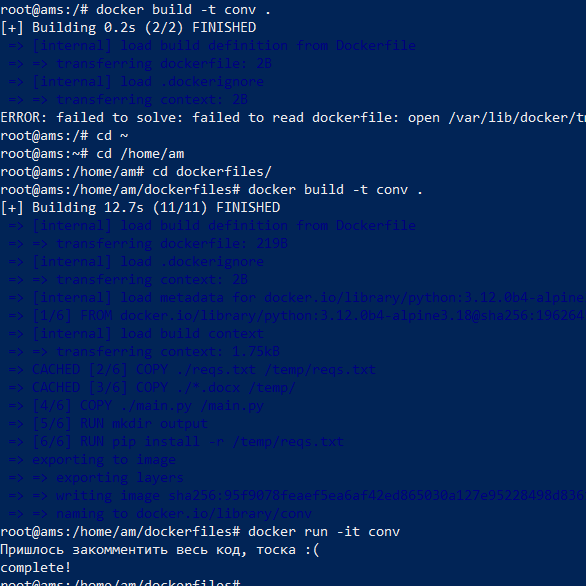 root@ams:/# docker build -t conv .
[+] Building 0.2s (2/2) FINISHED
=> [internal] load build definition from Dockerfile
=> => transferring dockerfile: 2B
=> [internal] load .dockerignore
=> => transferring context: 2B
ERROR: failed to solve: failed to read dockerfile: open /var/lib/docker/tm
root@ams:/# cd ~
root@ams:~# cd /home/am
root@ams:/home/am# cd dockerfiles/
root@ams:/home/am/dockerfiles# docker build -t conv .
[+] Building 12.7s (11/11) FINISHED
=> [internal] load build definition from Dockerfile
=> => transferring dockerfile: 219B
=> [internal] load .dockerignore
=> => transferring context: 2B
=> [internal] load metadata for docker.io/library/python:3.12.0b4-alpine
=> [1/6] FROM docker.io/library/python:3.12.0b4-alpine3.18@sha256:196264
=> [internal] load build context
=> => transferring context: 1.75kB
=> CACHED [2/6] COPY ./reqs.txt /temp/reqs.txt
=> CACHED [3/6] COPY ./*.docx /temp/
=> [4/6] COPY ./main.py /main.py
=> [5/6] RUN mkdir output
=> [6/6] RUN pip install -r /temp/reqs.txt
=> exporting to image
=> => exporting layers
=> => writing image sha256:95f9078feaef5ea6af42ed865030a127e95228498d836
=> => naming to docker.io/library/conv
root@ams:/home/am/dockerfiles# docker run -it conv
Пришлось закомментить весь код, тоска :(
complete!
root@ams:/home/am/dockerfiles#